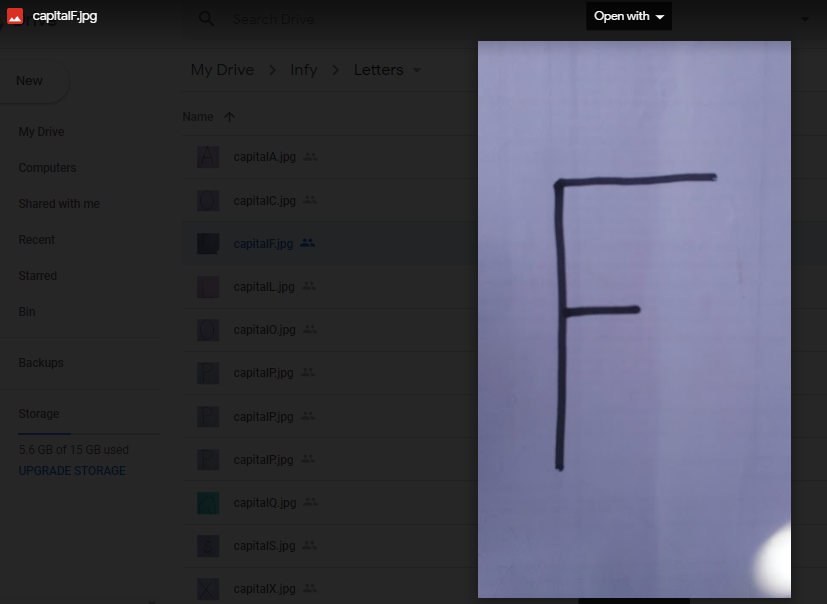 capitalF.jpg
Open with
Search Drive
New
My Drive > Infy > Letters
Name
My Drive
Computers
Shared with me
Recent
Starred
Bin
Backups
Storage
5.6 GB of 15 GB used
UPGRADE STORAGE
capitalA.jpg
capitalC.jpg
capitalF.jpg
capitalL.jpg
capitalO.jpg
capitalP.jpg
capitalP.jpg
capitalP.jpg
capitalQ.jpg
capitalS.jpg
capitalX.jpg
F